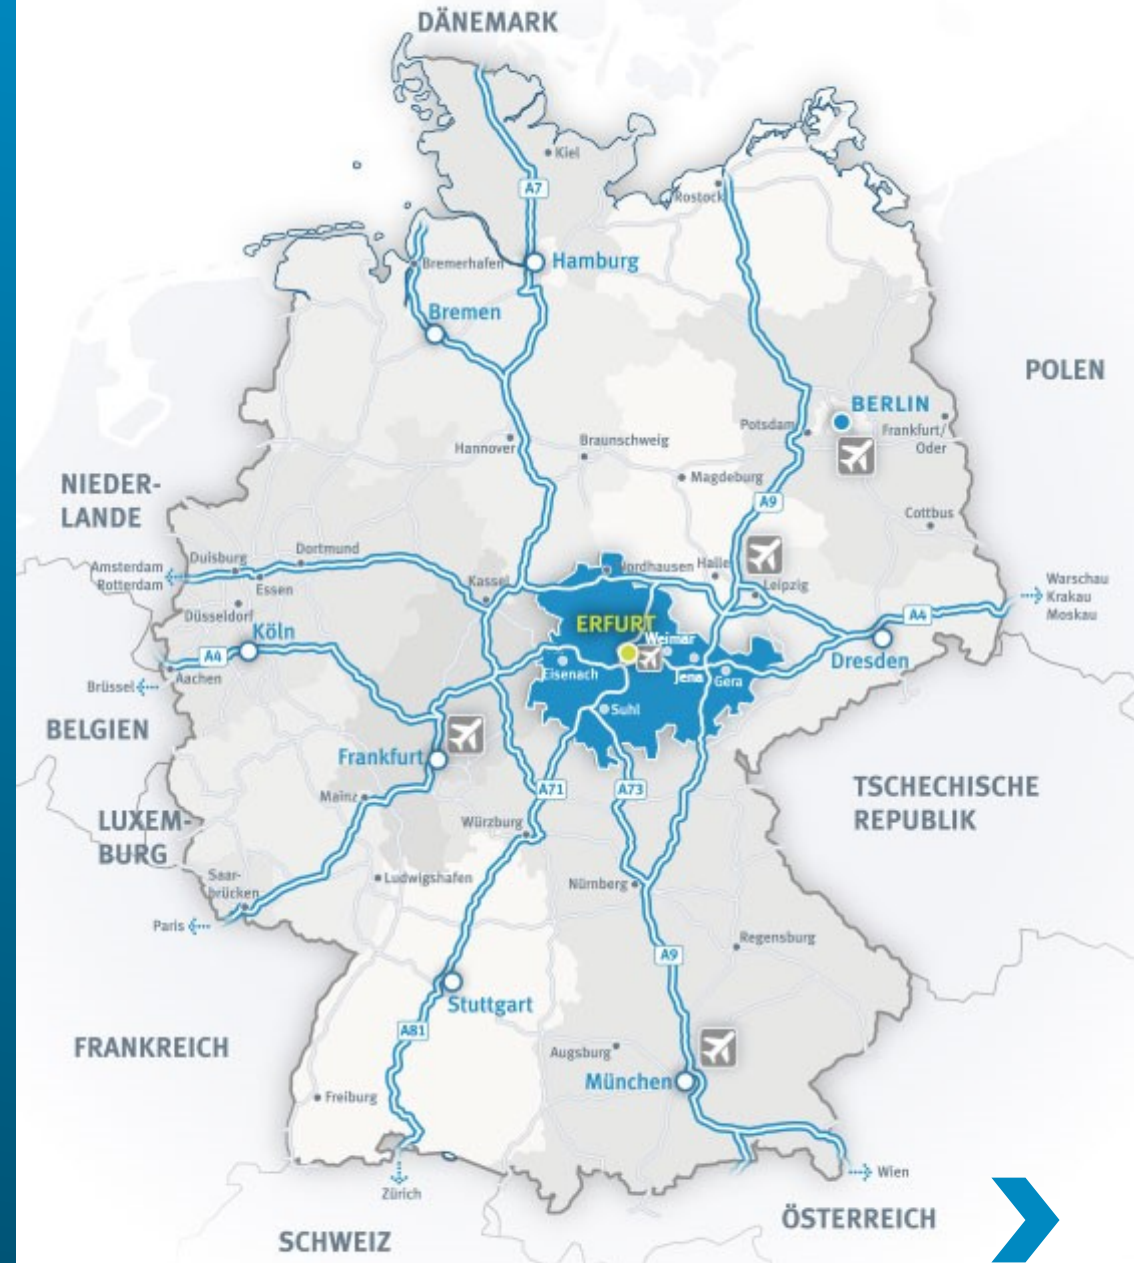 DÄNEMARK
Kiel
A7
Rostock
Bremerhafen
Hamburg
Bremen
POLEN
BERLIN
Potsdam
Frankfurt/
Oder
Hannover
Braunschweig
Magdeburg
A9
NIEDER-
LANDE
Cottbus
Amsterdam
Rotterdam
Duisburg
Dortmund
Essen
Düsseldorf
Kassel
Nordhausen
Halle
Leipzig
Warschau
Krakau
Moskau
A4
Köln
A4
Aachen
Brüssel
ERFURT
Weimar
Eisenach
Jena
Gera
Suhl
Dresden
BELGIEN
Frankfurt
Mainz
A71
A73
TSCHECHISCHE
REPUBLIK
LUXEM-
BURG
Würzburg
Saar-
brücken
Ludwigshafen
Nürnberg
Paris
Regensburg
A9
Stuttgart
A81
FRANKREICH
Augsburg
München
Freiburg
Wien
Zürich
SCHWEIZ
ÖSTERREICH